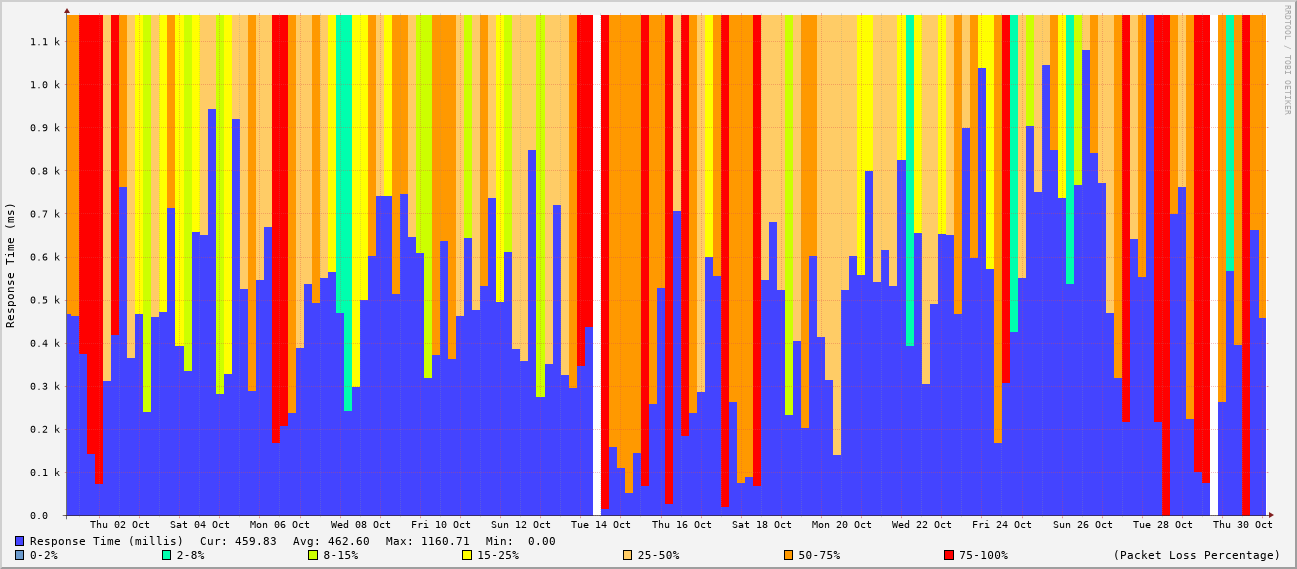 RRDTOOL / TOBI OETIKER
Response Time (ms)
1.1 k
1.0 k
0.9 k
0.8 k
0.7 k
0.6 k
0.5 k
0.4 k
0.3 k
0.2 k
0.1 k
0.0
Thu 02 Oct Sat 04 Oct Mon 06 Oct Wed 08 Oct Fri 10 Oct Sun 12 Oct Tue 14 Oct Thu 16 Oct Sat 18 Oct Mon 20 Oct Wed 22 Oct Fri 24 Oct Sun 26 Oct Tue 28 Oct Thu 30 Oct
Response Time (millis) Cur: 459.83 Avg: 462.60 Max: 1160.71 Min: 0.00
0-2% 2-8% 8-15% 15-25% 25-50% 50-75% 75-100% (Packet Loss Percentage)